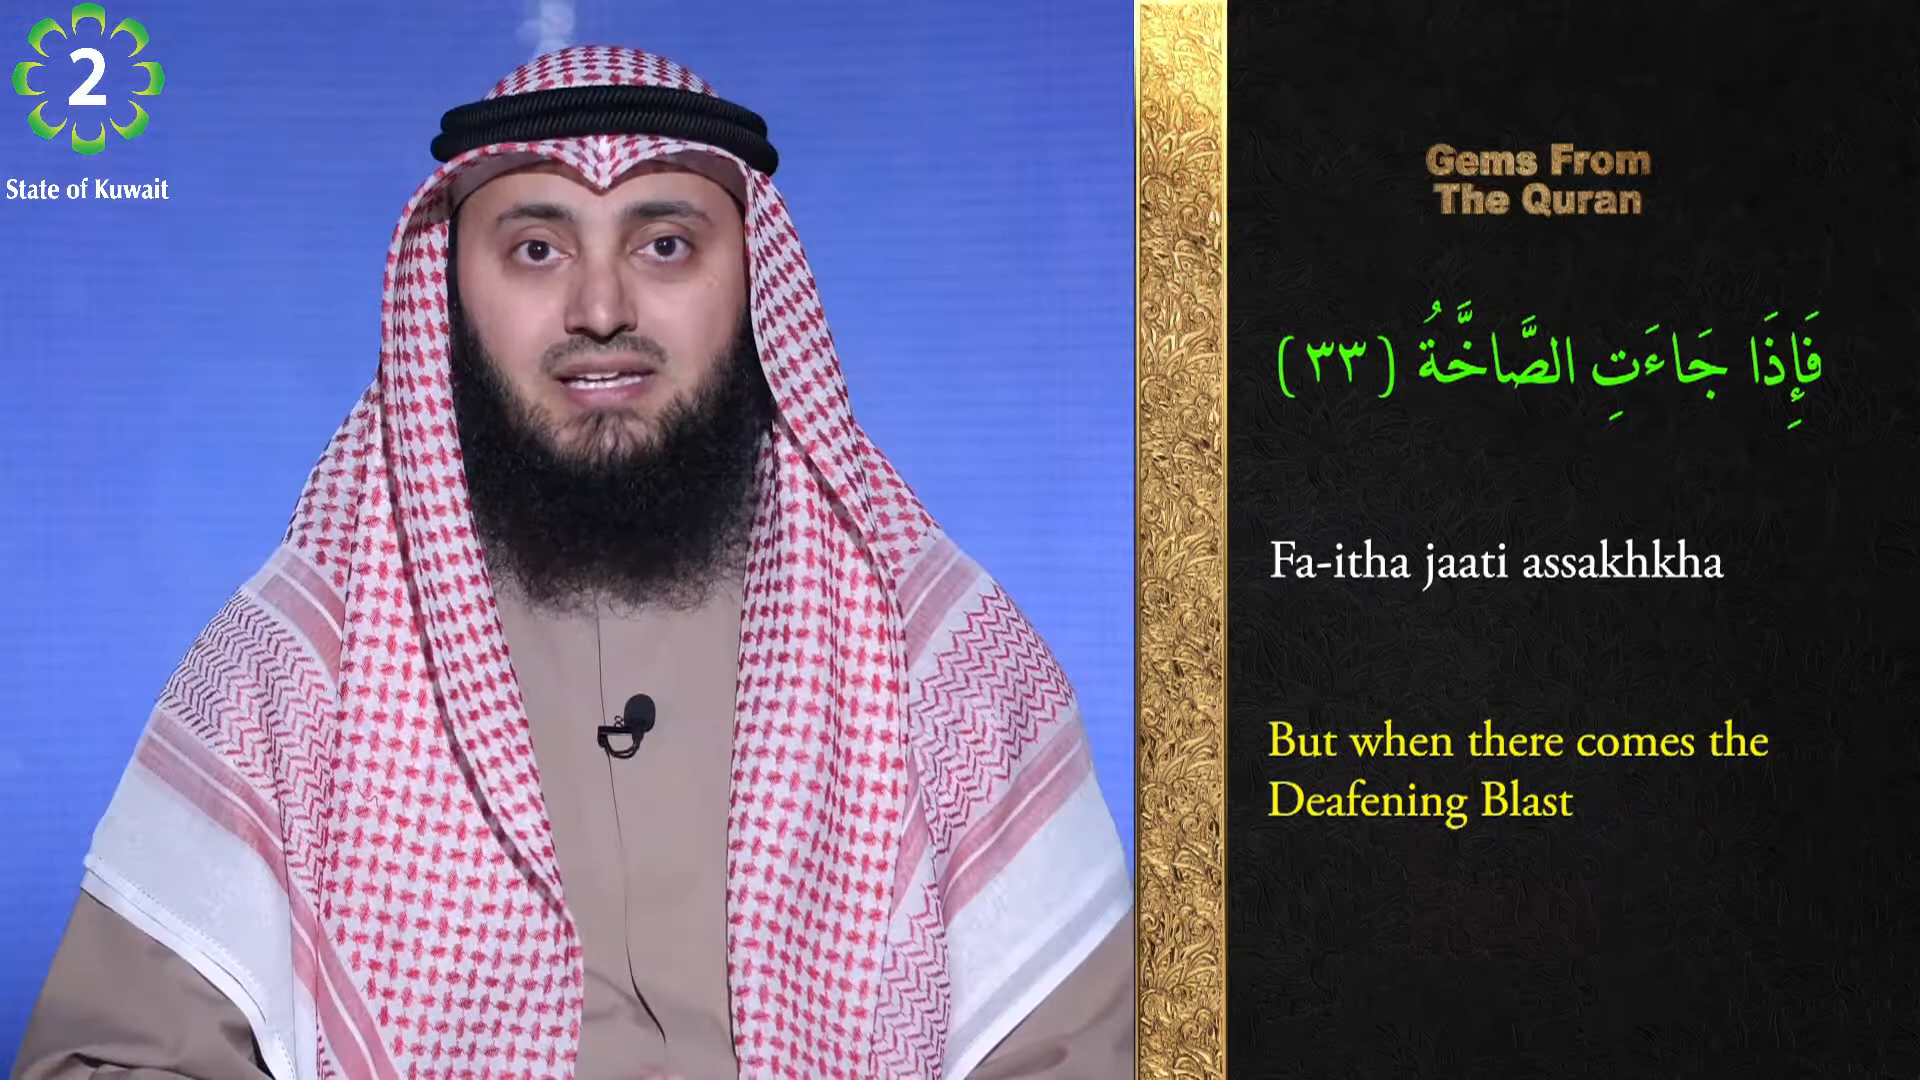 2
State of Kuwait
Gems From
The Quran
فَإِذَا جَاءَتِ الصَّاخَّةُ (٣٣)
Fa-itha jaati assakhkha
But when there comes the
Deafening Blast